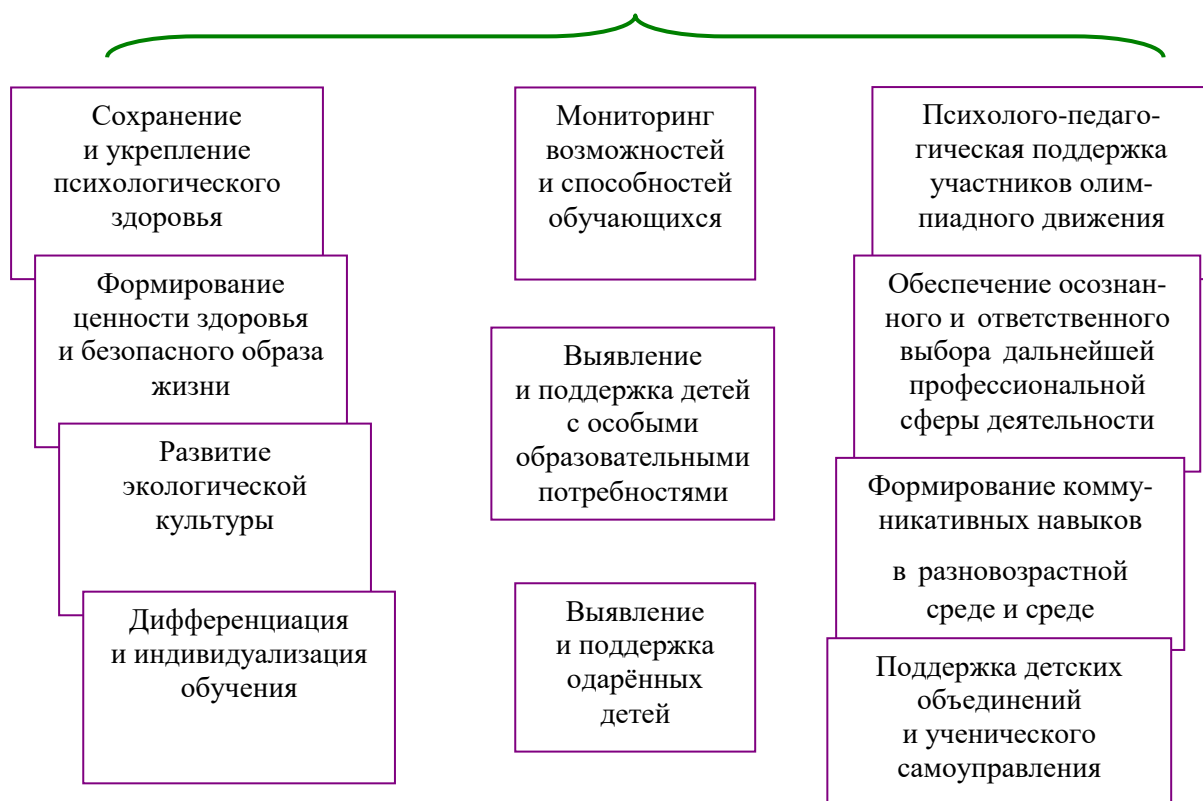 Сохранение
и укрепление
психологического
здоровья
Формирование
ценности здоровья
и безопасного образа
жизни
Развитие
экологической
культуры
Дифференциация
и индивидуализация
обучения
Мониторинг
возможностей
и способностей
обучающихся
Выявление
и поддержка детей
с особыми
образовательными
потребностями
Выявление
и поддержка
одарённых
детей
Психолого-педаго-
гическая поддержка
участников олим-
пиадного движения
Обеспечение осознан-
ного и ответственного
выбора дальнейшей
профессиональной
сферы деятельности
Формирование комму-
никативных навыков
в разновозрастной
среде и среде
Поддержка детских
объединений
и ученического
самоуправления